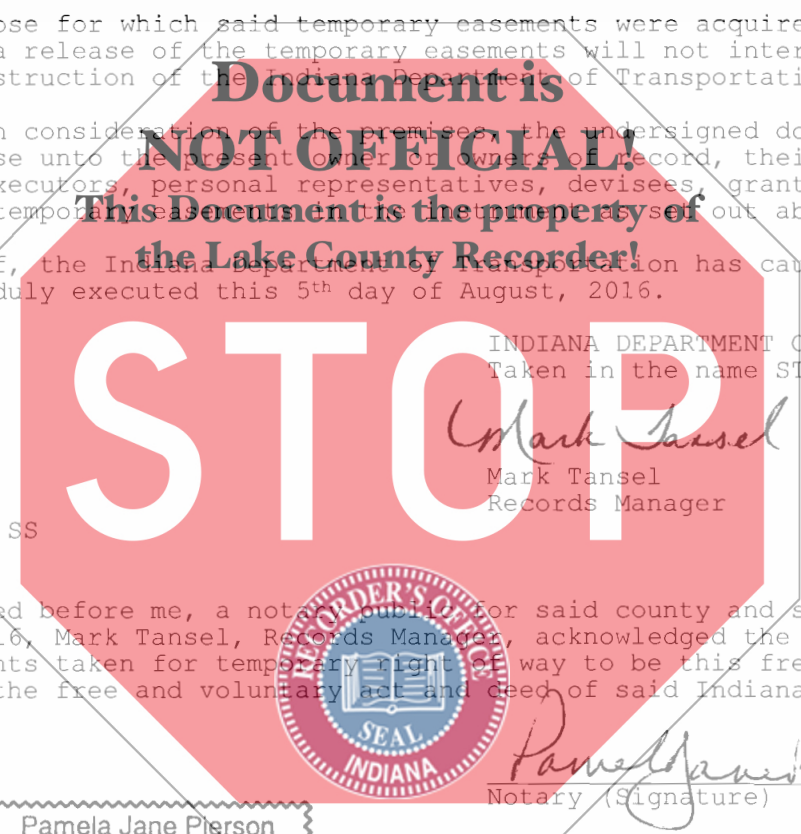 ose for which said temporary easements were acquire
a release of the temporary easements will not inter
struction of the Indiana Department of Transportati
Document is
NOT OFFICIAL!
This Document is the property of
the Lake County Recorder!
n consideration of the premises, the undersigned do
se unto the present owner or owners of record, thei
xecutors, personal representatives, devisees, grant
temporary easements in the instrument as set out ab
f, the Indiana Department of Transportation has cau
duly executed this 5th day of August, 2016.
STOP
INDIANA DEPARTMENT O
Taken in the name ST
Mark Tansel
Mark Tansel
Records Manager
SS
ed before me, a notary public for said county and s
16, Mark Tansel, Records Manager, acknowledged the
nts taken for temporary right of way to be this fre
the free and voluntary act and deed of said Indiana
RECORDER'S OFFICE
SEAL
INDIANA
Pamela Jane
Notary (Signature)
Pamela Jane Pierson